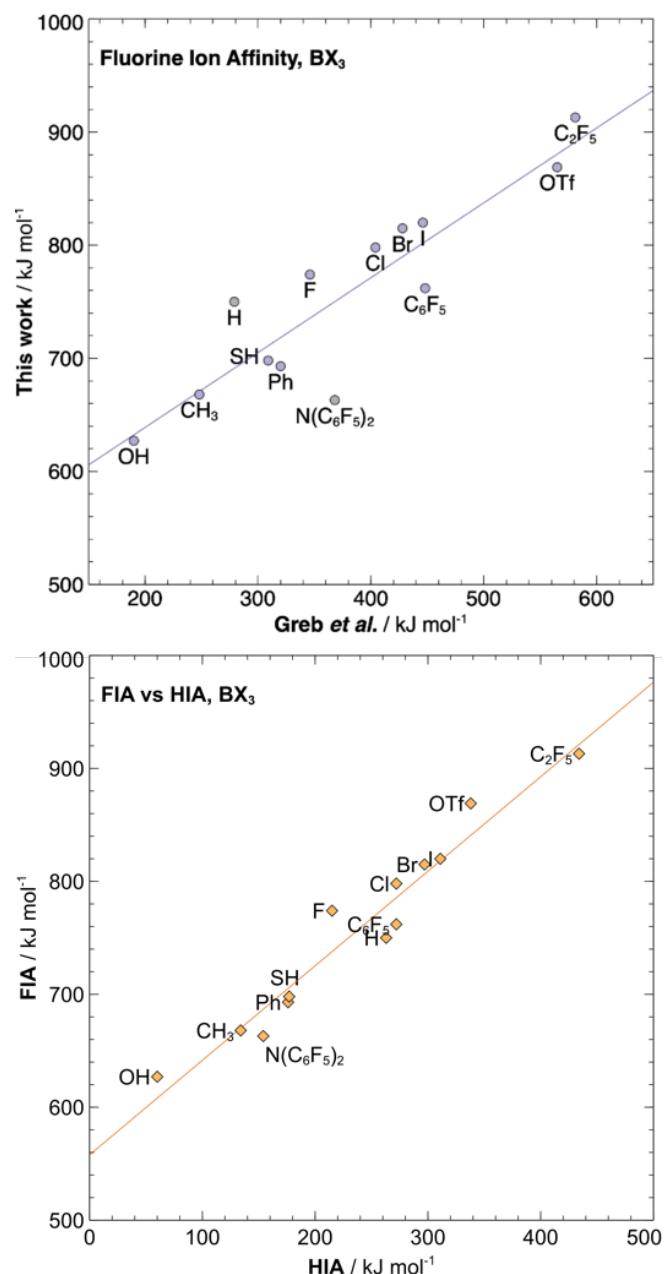 1000
Fluorine Ion Affinity, BX₃
900
C₂F₅
OTf
This work / kJ mol⁻¹
800
I
Br
Cl
F
C₆F₅
H
700
SH
Ph
CH₃
N(C₆F₅)₂
OH
600
500
200 300 400 500 600
Greb et al. / kJ mol⁻¹
1000
FIA vs HIA, BX₃
C₂F₅
900
OTf
Br I
FIA / kJ mol⁻¹
800
Cl
F
C₆F₅
H
SH
700
Ph
CH₃
N(C₆F₅)₂
OH
600
500
0 100 200 300 400 500
HIA / kJ mol⁻¹